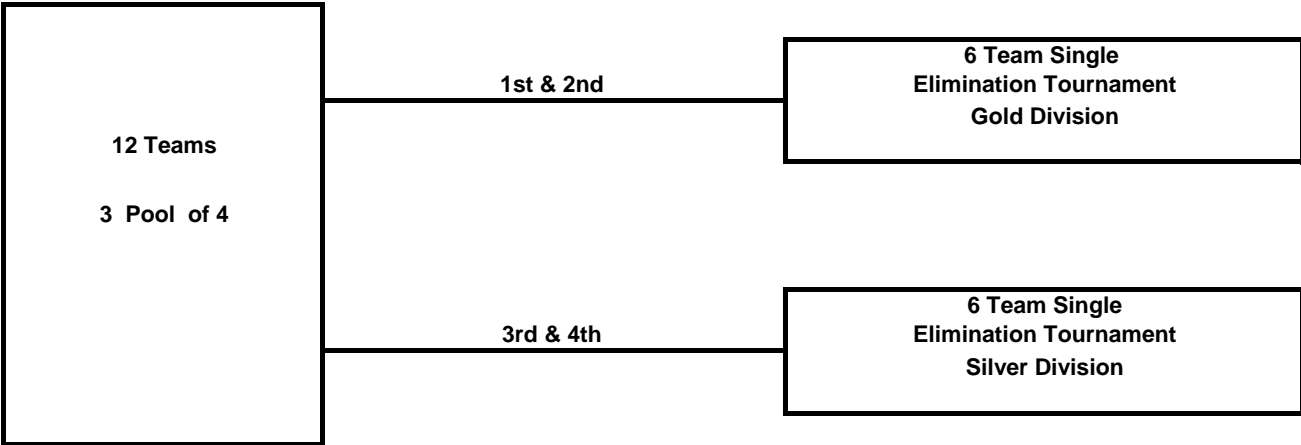 12 Teams
3 Pool of 4
1st & 2nd
6 Team Single
Elimination Tournament
Gold Division
3rd & 4th
6 Team Single
Elimination Tournament
Silver Division